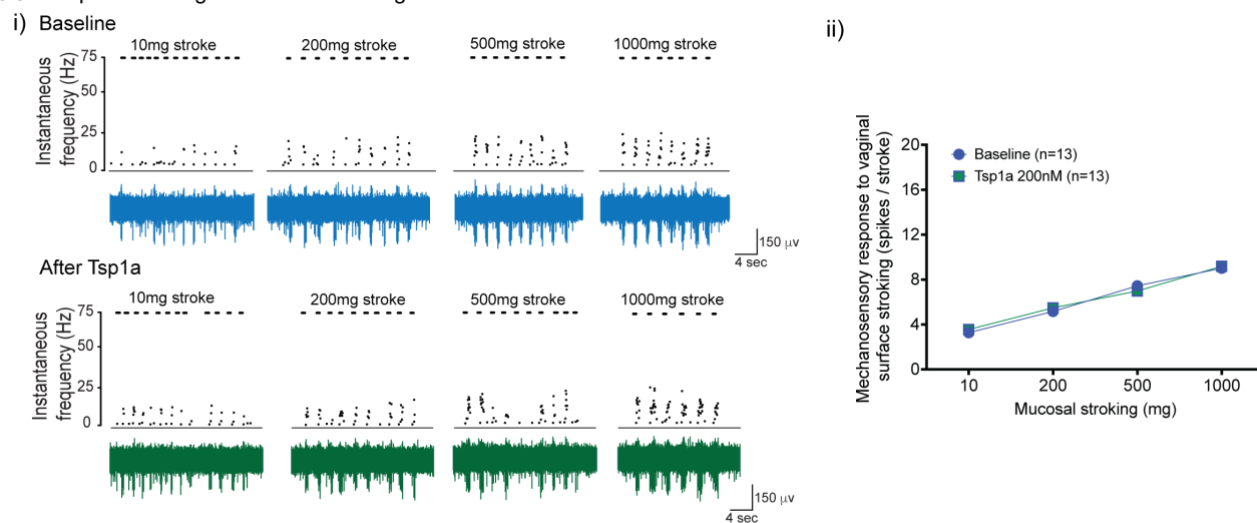 i) Baseline
10mg stroke 200mg stroke 500mg stroke 1000mg stroke
Instantaneous
frequency (Hz)
75
50
25
0
150 μv
4 sec
After Tsp1a
10mg stroke 200mg stroke 500mg stroke 1000mg stroke
Instantaneous
frequency (Hz)
75
50
25
0
150 μv
4 sec
ii)
Mechanosensory response to vaginal
surface stroking (spikes / stroke)
20
16
12
8
4
0
Baseline (n=13)
Tsp1a 200nM (n=13)
10 200 500 1000
Mucosal stroking (mg)